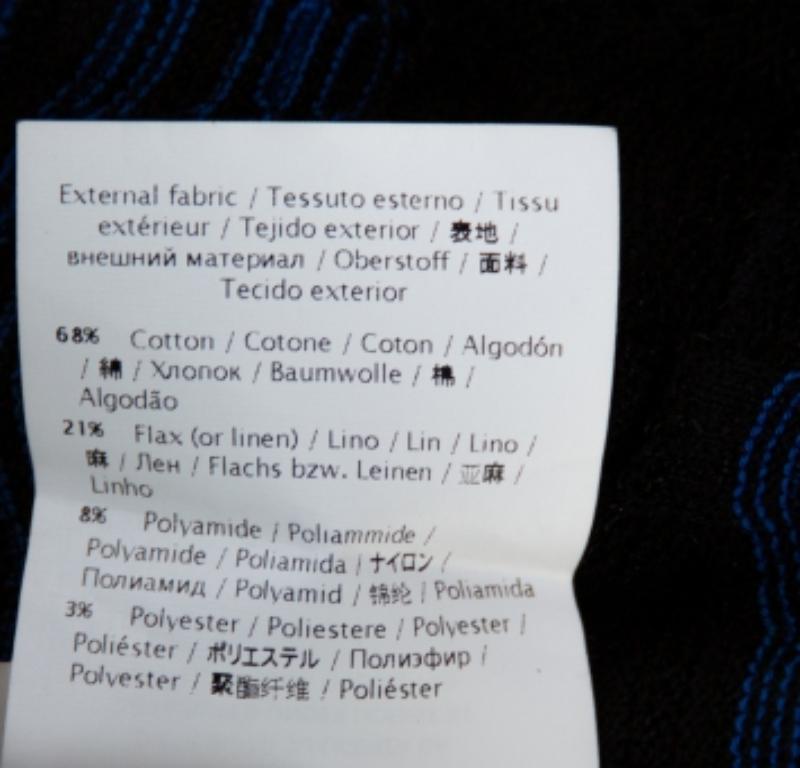 External fabric / Tessuto esterno / Tissu
extérieur / Tejido exterior / 表地 /
внешний материал / Oberstoff / 面料 /
Tecido exterior
68% Cotton / Cotone / Coton / Algodón
/ 綿 / Хлопок / Baumwolle / 棉 /
Algodão
21% Flax (or linen) / Lino / Lin / Lino /
麻 / Лен / Flachs bzw. Leinen / 亚麻 /
Linho
8% Polyamide / Poliammide /
Polyamide / Poliamida / ナイロン /
Полиамид / Polyamid / 锦纶 / Poliamida
3% Polyester / Poliestere / Polyester /
Poliéster / ポリエステル / Полиэфир /
Polyester / 聚酯纤维 / Poliéster